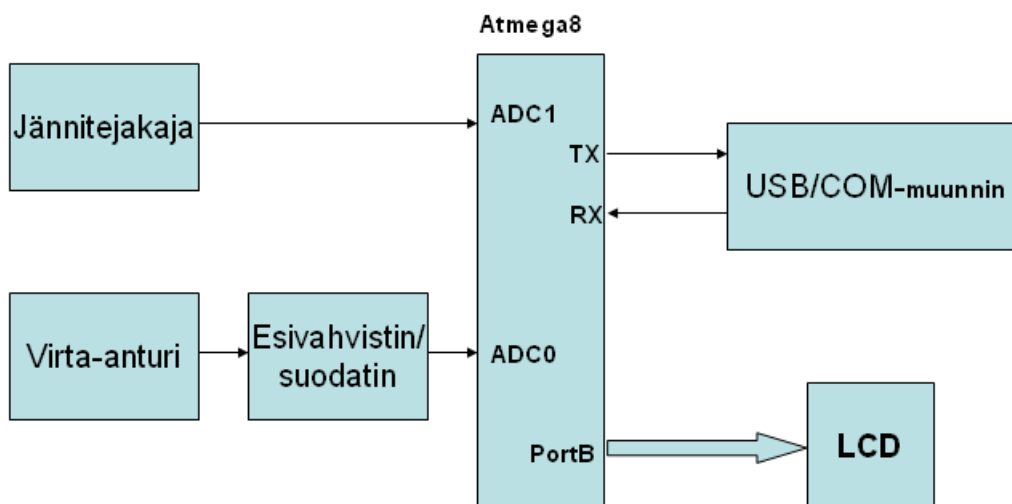 Atmega8
Jännitejakaja
ADC1
TX
USB/COM-muunnin
RX
Virta-anturi
Esivahvistin/
suodatin
ADC0
PortB
LCD